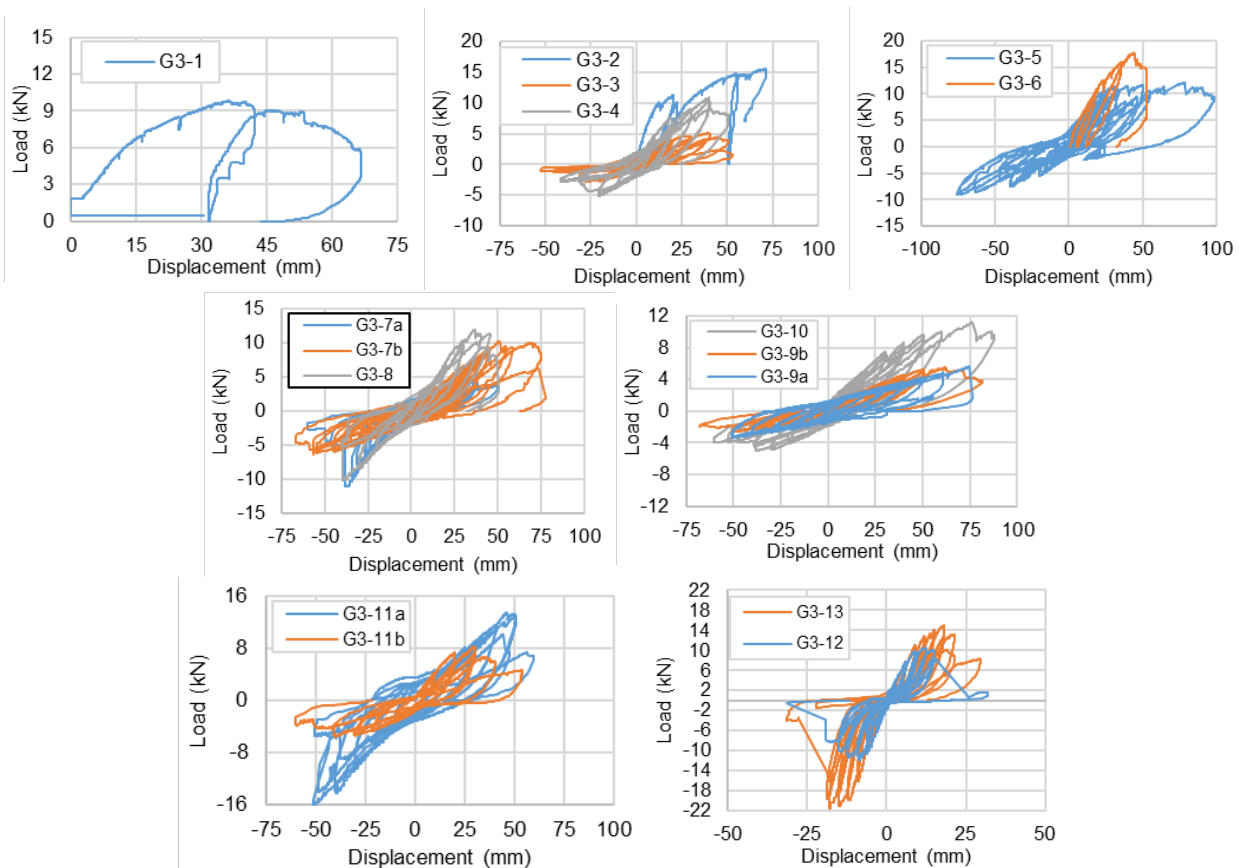 15
12
9
6
3
0
Load (kN)
G3-1
0 15 30 45 60 75
Displacement (mm)
20
15
10
5
0
-5
-10
Load (kN)
G3-2
G3-3
G3-4
-100 -75 -50 -25 0 25 50 75 100
Displacement (mm)
20
15
10
5
0
-5
-10
-15
Load (kN)
G3-5
G3-6
-100 -50 0 50 100
Displacement (mm)
15
10
5
0
-5
-10
-15
Load (kN)
G3-7a
G3-7b
G3-8
-75 -50 -25 0 25 50 75 100
Displacement (mm)
12
8
4
0
-4
-8
-12
Load (kN)
G3-10
G3-9b
G3-9a
-75 -50 -25 0 25 50 75 100
Displacement (mm)
16
8
0
-8
-16
Load (kN)
G3-11a
G3-11b
-75 -50 -25 0 25 50 75 100
Displacement (mm)
22
18
14
10
6
2
-2
-6
-10
-14
-18
-22
Load (kN)
G3-13
G3-12
-50 -25 0 25 50
Displacement (mm)